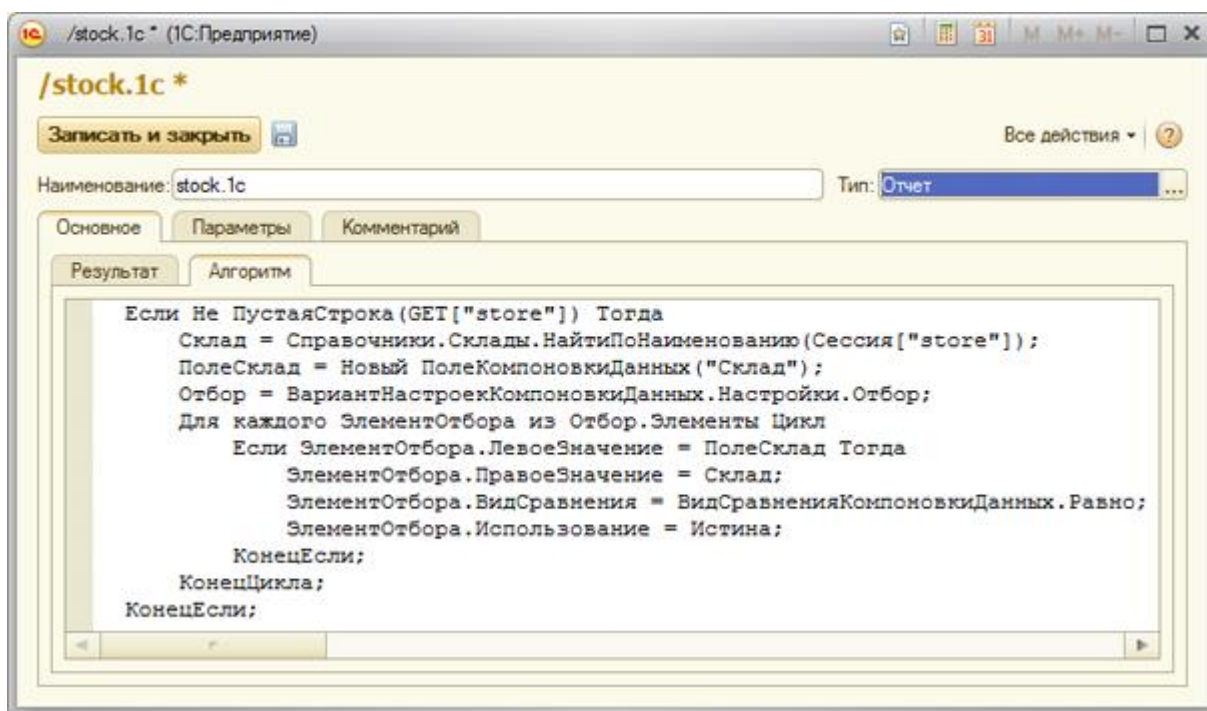 /stock.1c * (1С:Предприятие)
31 M M+ M-
/stock.1c *
Записать и закрыть
Все действия
?
Наименование: stock.1c
Тип: Отчет ...
Основное Параметры Комментарий
Результат Алгоритм
Если Не ПустаяСтрока(GET["store"]) Тогда
Склад = Справочники.Склады.НайтиПоНаименованию(Сессия["store"]);
ПолеСклад = Новый ПолеКомпоновкиДанных("Склад");
Отбор = ВариантНастроекКомпоновкиДанных.Настройки.Отбор;
Для каждого ЭлементОтбора из Отбор.Элементы Цикл
Если ЭлементОтбора.ЛевоеЗначение = ПолеСклад Тогда
ЭлементОтбора.ПравоеЗначение = Склад;
ЭлементОтбора.ВидСравнения = ВидСравненияКомпоновкиДанных.Равно;
ЭлементОтбора.Использование = Истина;
КонецЕсли;
КонецЦикла;
КонецЕсли;